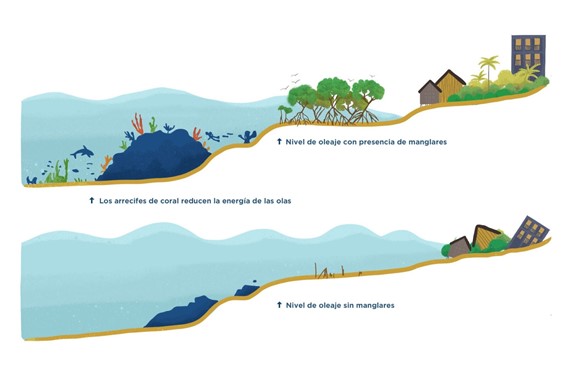 ↑ Nivel de oleaje con presencia de manglares
↑ Los arrecifes de coral reducen la energía de las olas
↑ Nivel de oleaje sin manglares